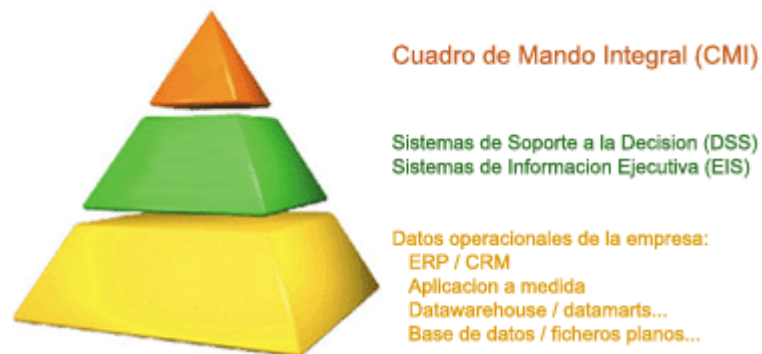 Cuadro de Mando Integral (CMI)
Sistemas de Soporte a la Decision (DSS)
Sistemas de Informacion Ejecutiva (EIS)
Datos operacionales de la empresa:
ERP / CRM
Aplicacion a medida
Datawarehouse / datamarts...
Base de datos / ficheros planos...